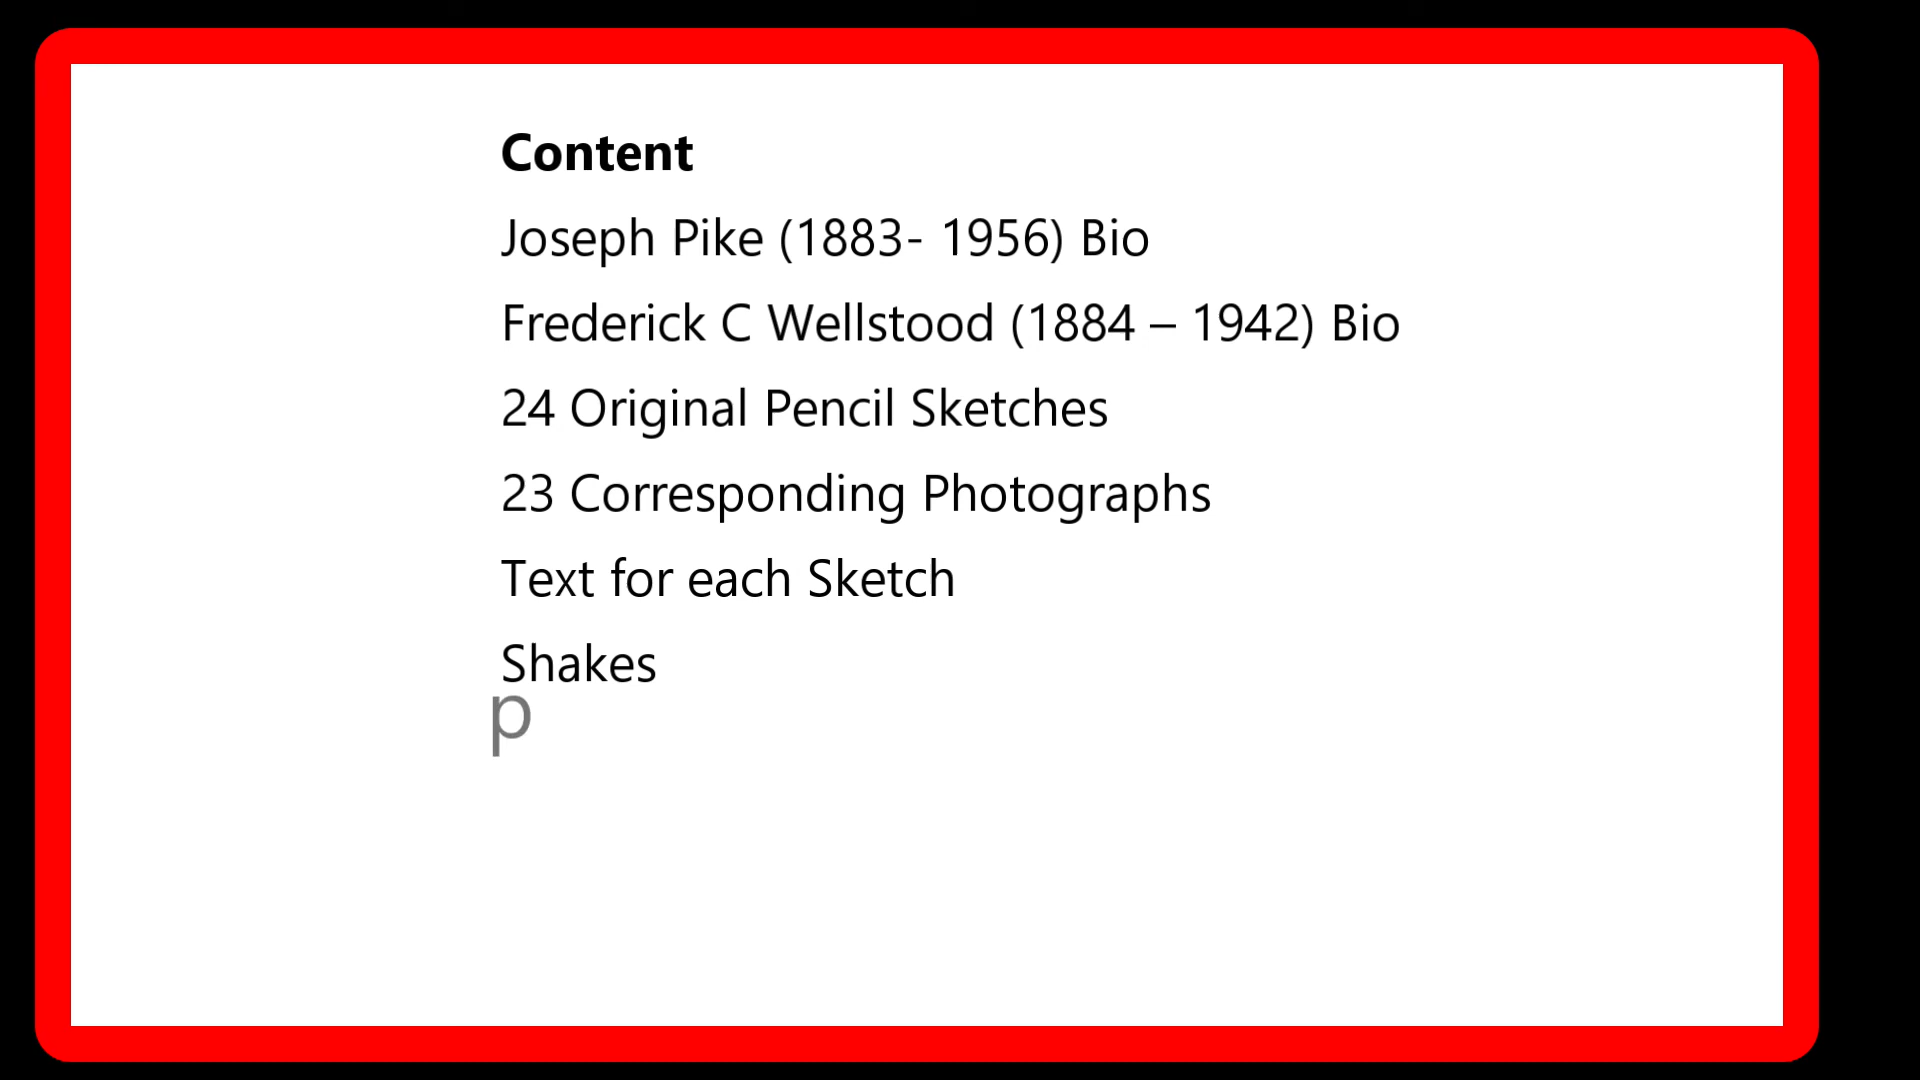 Content
Joseph Pike (1883- 1956) Bio
Frederick C Wellstood (1884 – 1942) Bio
24 Original Pencil Sketches
23 Corresponding Photographs
Text for each Sketch
Shakes
p